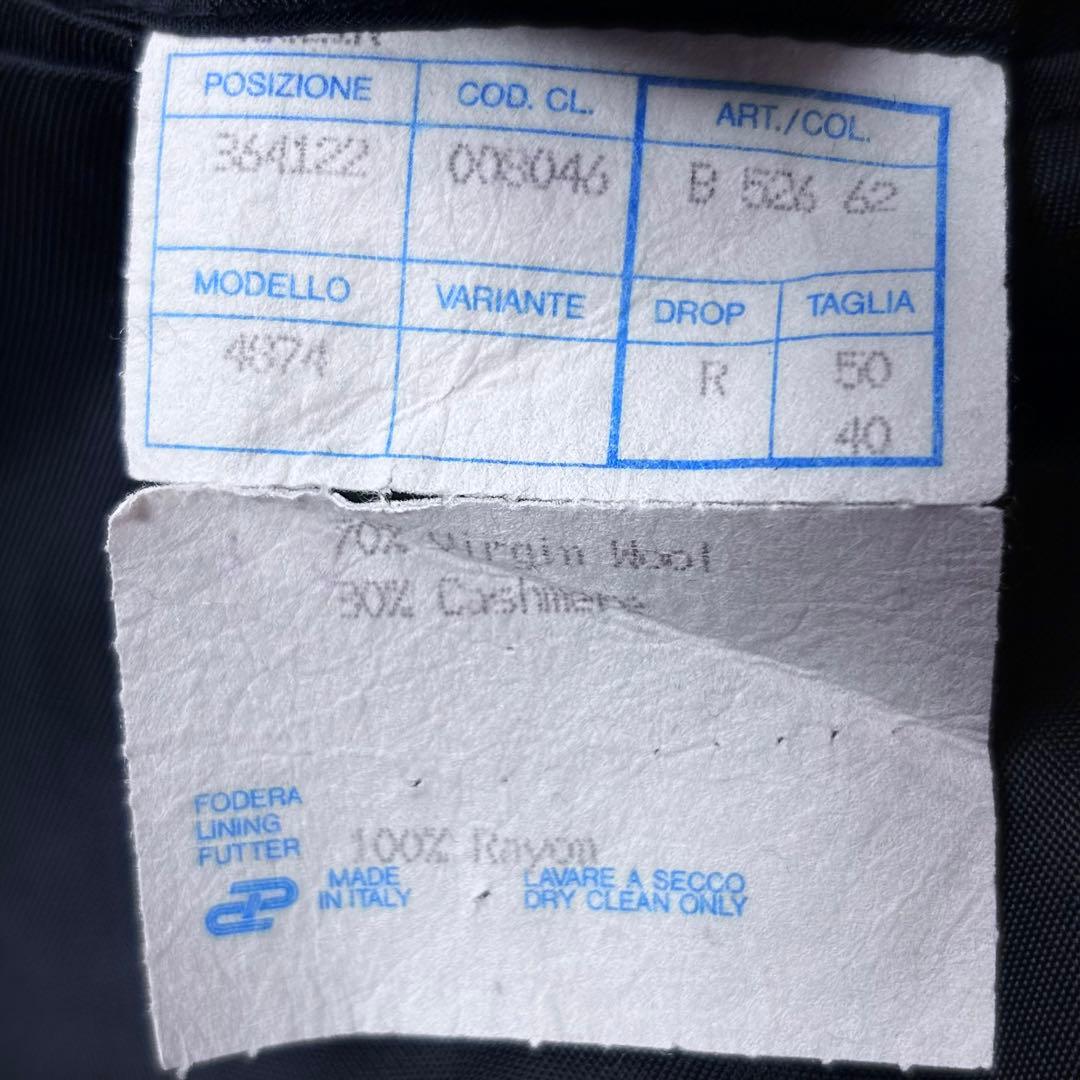 POSIZIONE COD. CL. ART./COL.
364122 008046 B 526 62
MODELLO VARIANTE DROP TAGLIA
4874 R 50
40
70% Virgin Wool
30% Cashmere
FODERA
LINING
FUTTER 100% Rayon
MADE
IN ITALY
LAVARE A SECCO
DRY CLEAN ONLY